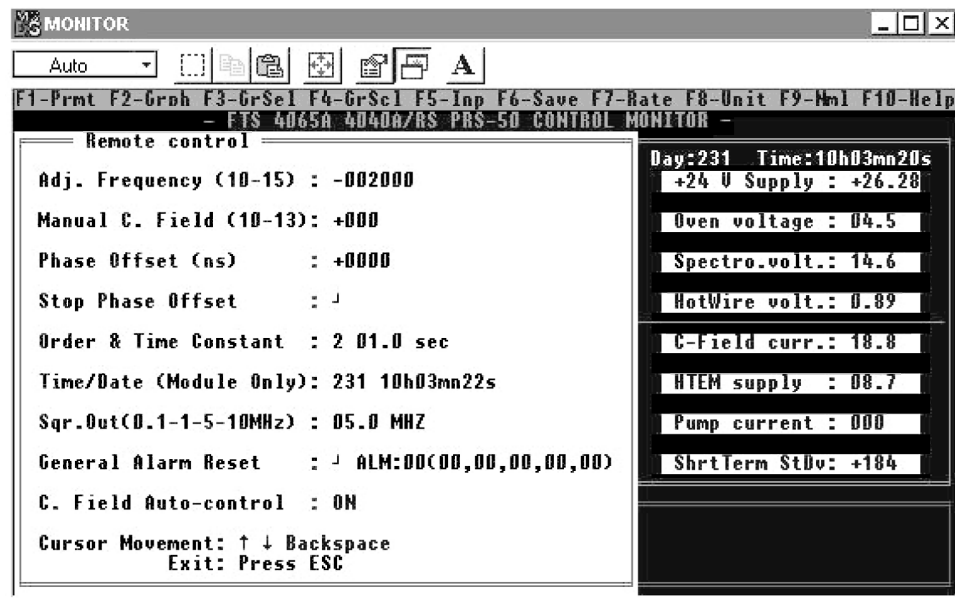 MONITOR
Auto
A
F1-Prmt F2-Grph F3-GrSel F4-GrScl F5-Inp F6-Save F7-Rate F8-Unit F9-Nml F10-Help
- FTS 4065A 4040A/RS PRS-50 CONTROL MONITOR -
Remote control
Adj. Frequency (10-15) : -002000
Manual C. Field (10-13): +000
Phase Offset (ns) : +0000
Stop Phase Offset : ┘
Order & Time Constant : 2 01.0 sec
Time/Date (Module Only): 231 10h03mn22s
Sqr.Out(0.1-1-5-10MHz) : 05.0 MHZ
General Alarm Reset : ┘ ALM:00(00,00,00,00,00)
C. Field Auto-control : ON
Cursor Movement: ↑ ↓ Backspace
Exit: Press ESC
Day:231 Time:10h03mn20s
+24 V Supply : +26.28
Oven voltage : 04.5
Spectro.volt.: 14.6
HotWire volt.: 0.89
C-Field curr.: 18.8
HTEM supply : 08.7
Pump current : 000
ShrtTerm StDv: +184